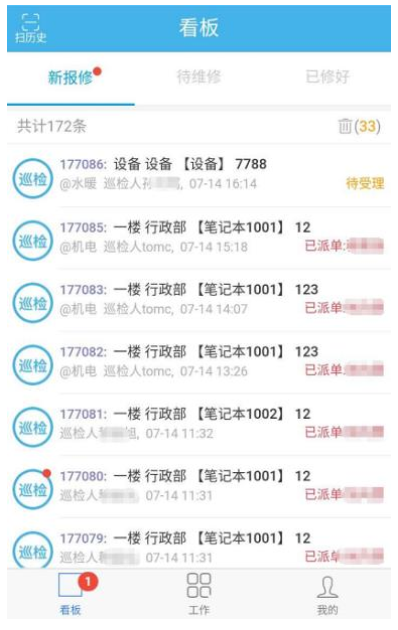 看板
扫历史
新报修 待维修 已修好
共计172条 (33)
177086: 设备 设备 【设备】 7788
巡检 @水暖 巡检人孙 , 07-14 16:14 待受理
177085: 一楼 行政部 【笔记本1001】 12
巡检 @机电 巡检人tomc, 07-14 15:18 已派单:
177083: 一楼 行政部 【笔记本1001】 123
巡检 @机电 巡检人tomc, 07-14 14:07 已派单:
177082: 一楼 行政部 【笔记本1001】 123
巡检 @机电 巡检人tomc, 07-14 13:26 已派单:
177081: 一楼 行政部 【笔记本1002】 12
巡检 巡检人 旭, 07-14 11:32 已派单:
177080: 一楼 行政部 【笔记本1001】 12
巡检 巡检人 , 07-14 11:31 已派单
177079: 一楼 行政部 【笔记本1001】 12
巡检 巡检人 , 07-14 11:31 已派单
1
看板 工作 我的